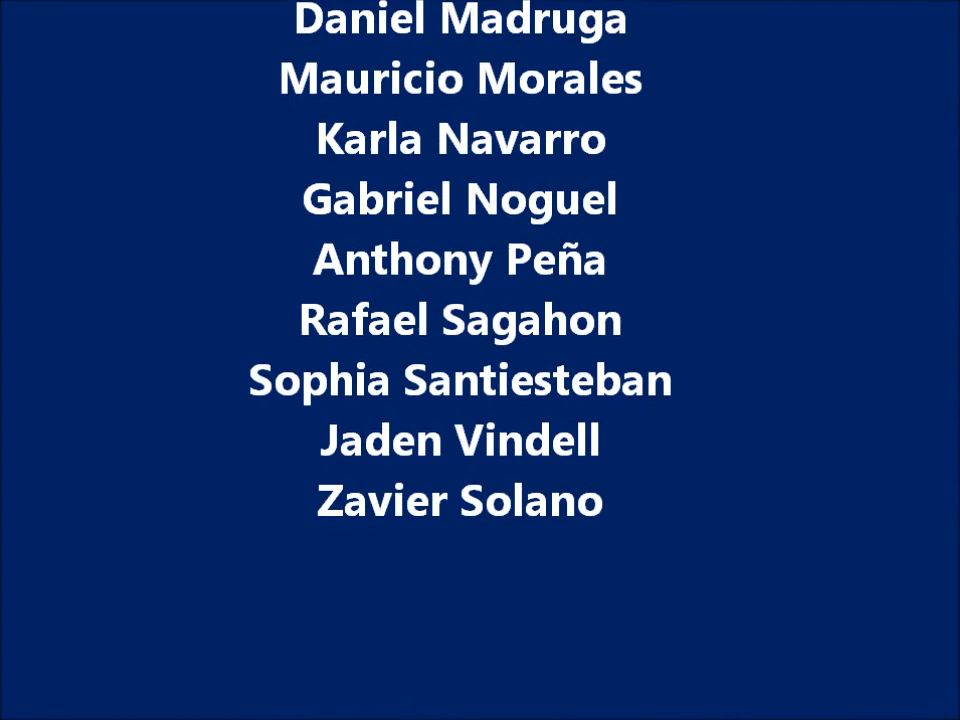 Daniel Madruga
Mauricio Morales
Karla Navarro
Gabriel Noguel
Anthony Peña
Rafael Sagahon
Sophia Santiesteban
Jaden Vindell
Zavier Solano